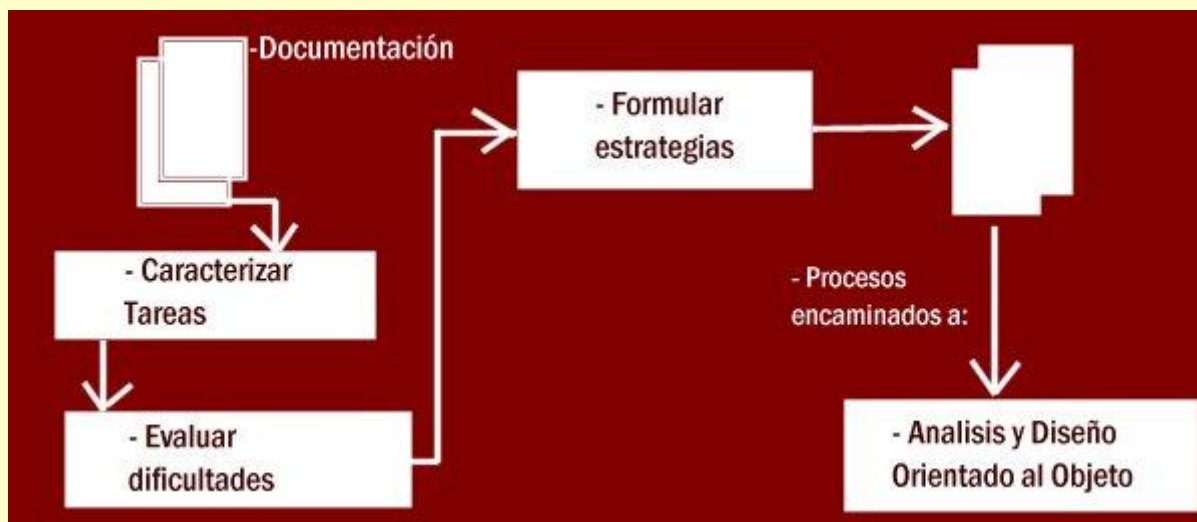 -Documentación
- Caracterizar
Tareas
- Evaluar
dificultades
- Formular
estrategias
- Procesos
encaminados a:
- Analisis y Diseño
Orientado al Objeto